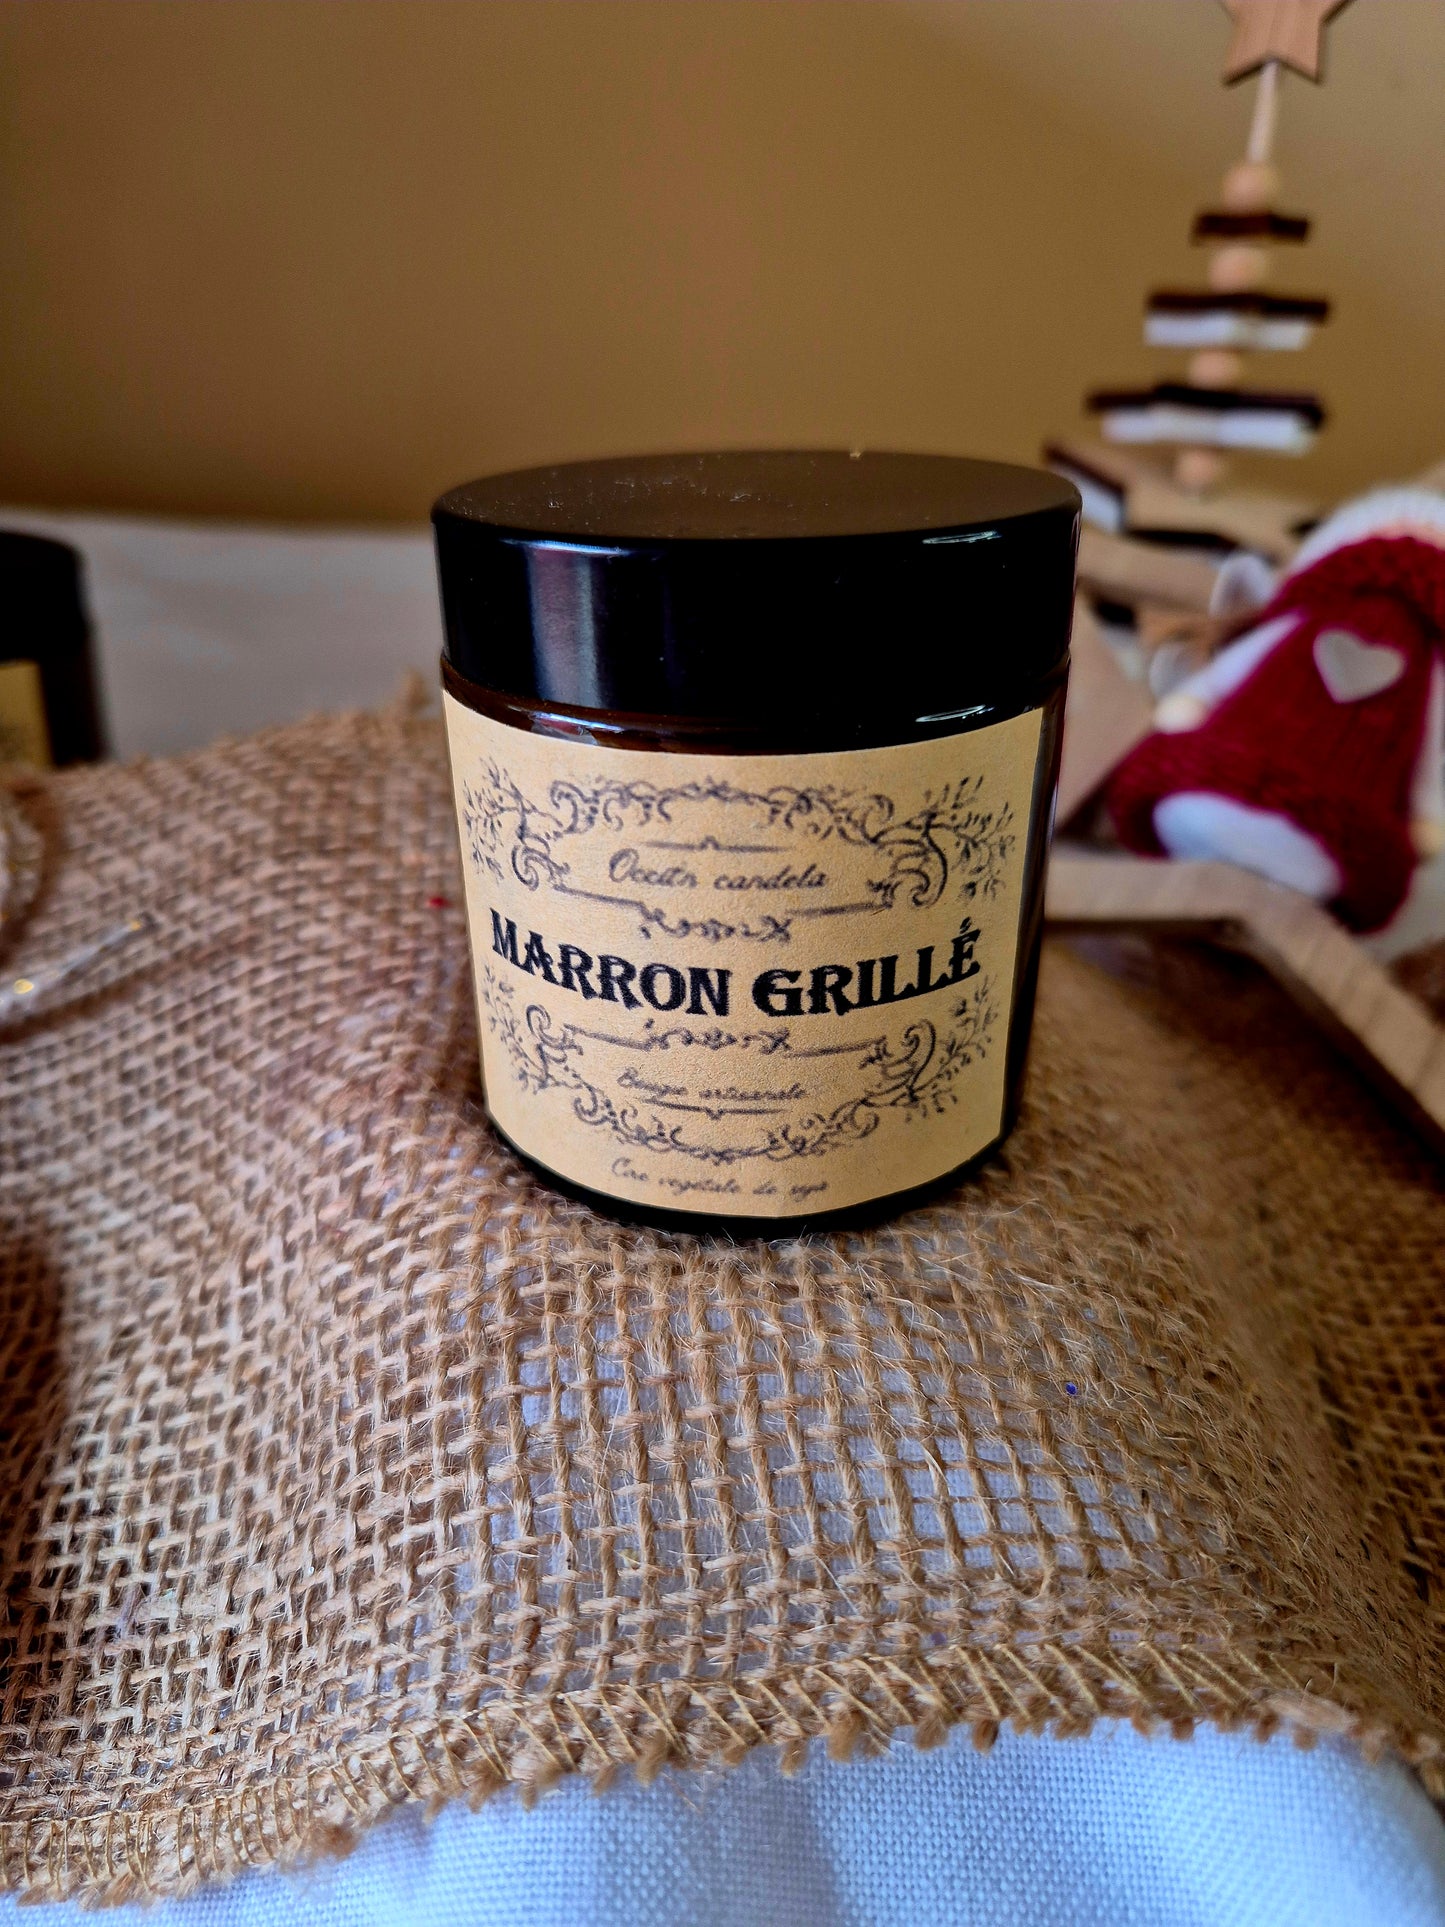 Occitan candela
MARRON GRILLÉ
Bougie artisanale
Cire végétale de soja